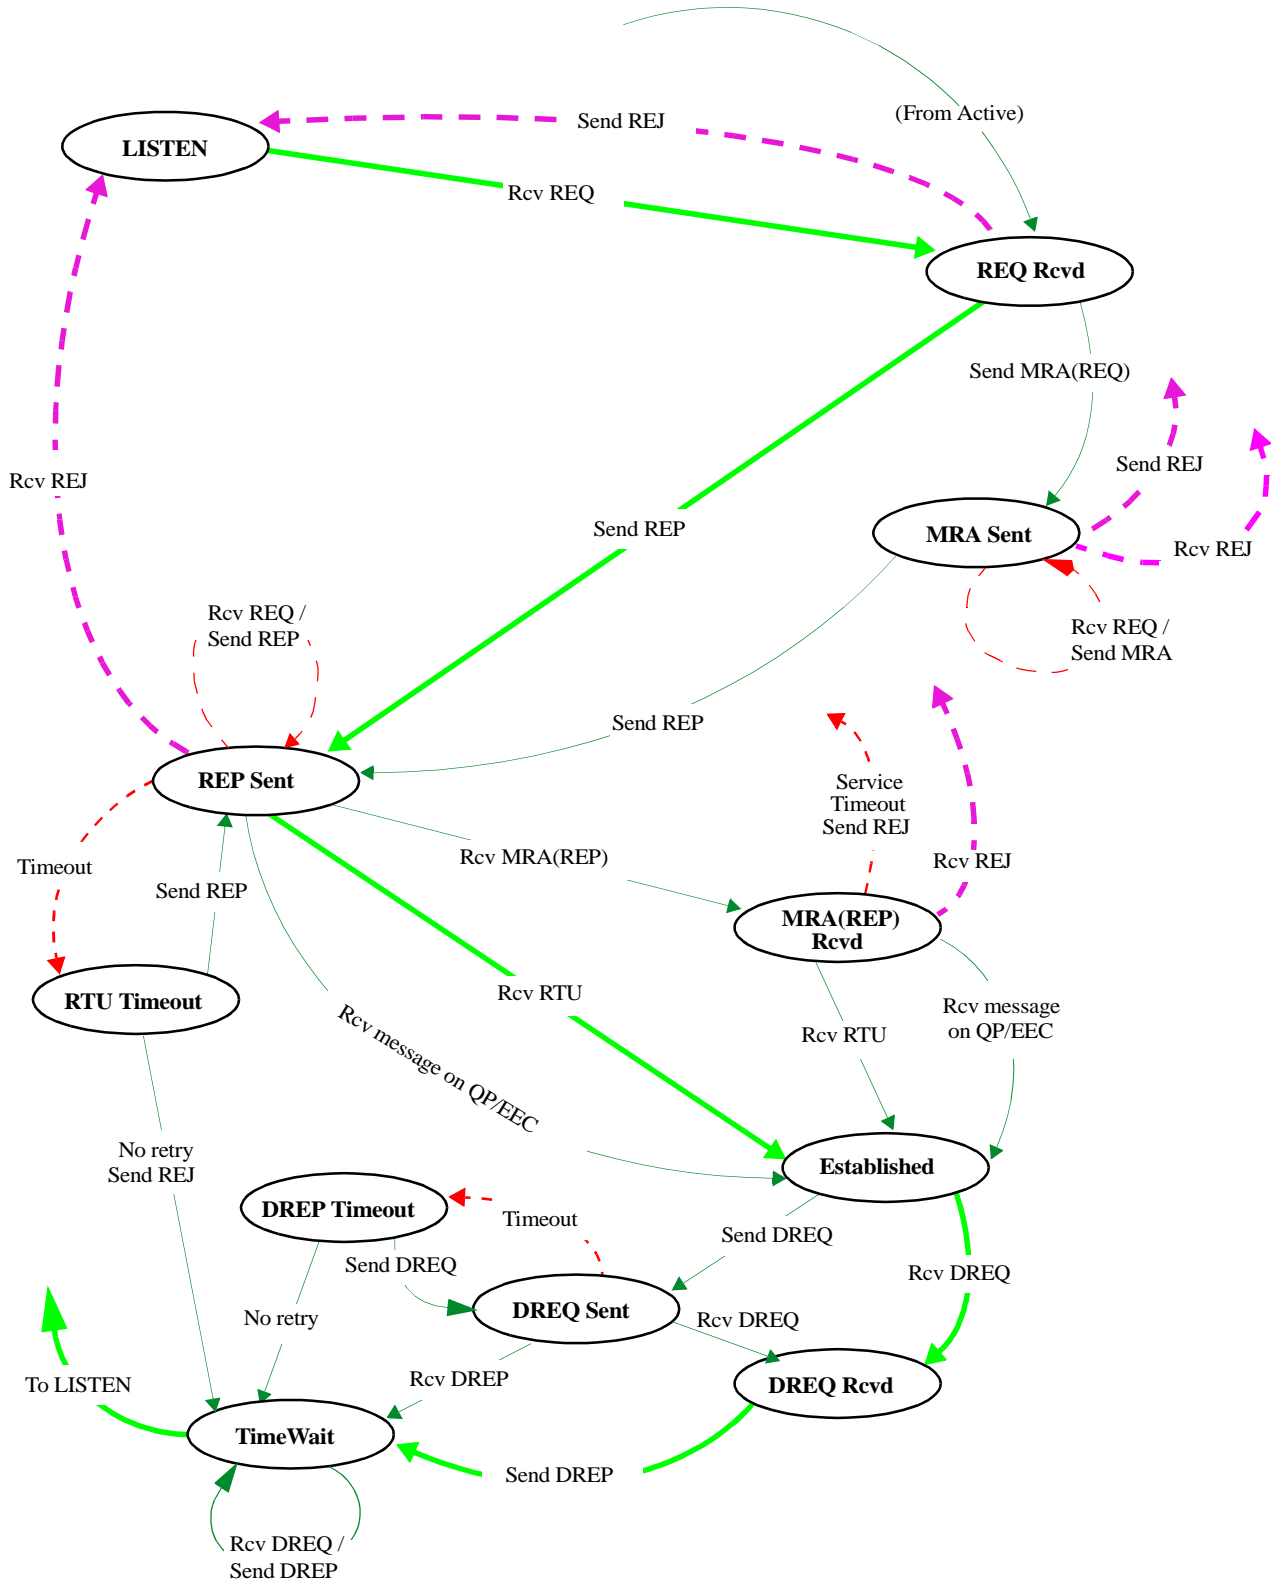 (From Active)
Send REJ
LISTEN
Rcv REQ
REQ Rcvd
Send MRA(REQ)
Send REJ
Rcv REJ
Send REP
MRA Sent
Rcv REJ
Rcv REQ /
Send REP
Rcv REQ /
Send MRA
Send REP
REP Sent
Service
Timeout
Send REJ
Rcv MRA(REP)
Rcv REJ
Timeout
Send REP
MRA(REP)
Rcvd
RTU Timeout
Rcv RTU
Rcv message on QP/EEC
Rcv message
on QP/EEC
Rcv RTU
No retry
Send REJ
Established
DREP Timeout
Timeout
Send DREQ
Send DREQ
Rcv DREQ
DREQ Sent
No retry
Rcv DREQ
Rcv DREP
To LISTEN
DREQ Rcvd
TimeWait
Send DREP
Rcv DREQ /
Send DREP